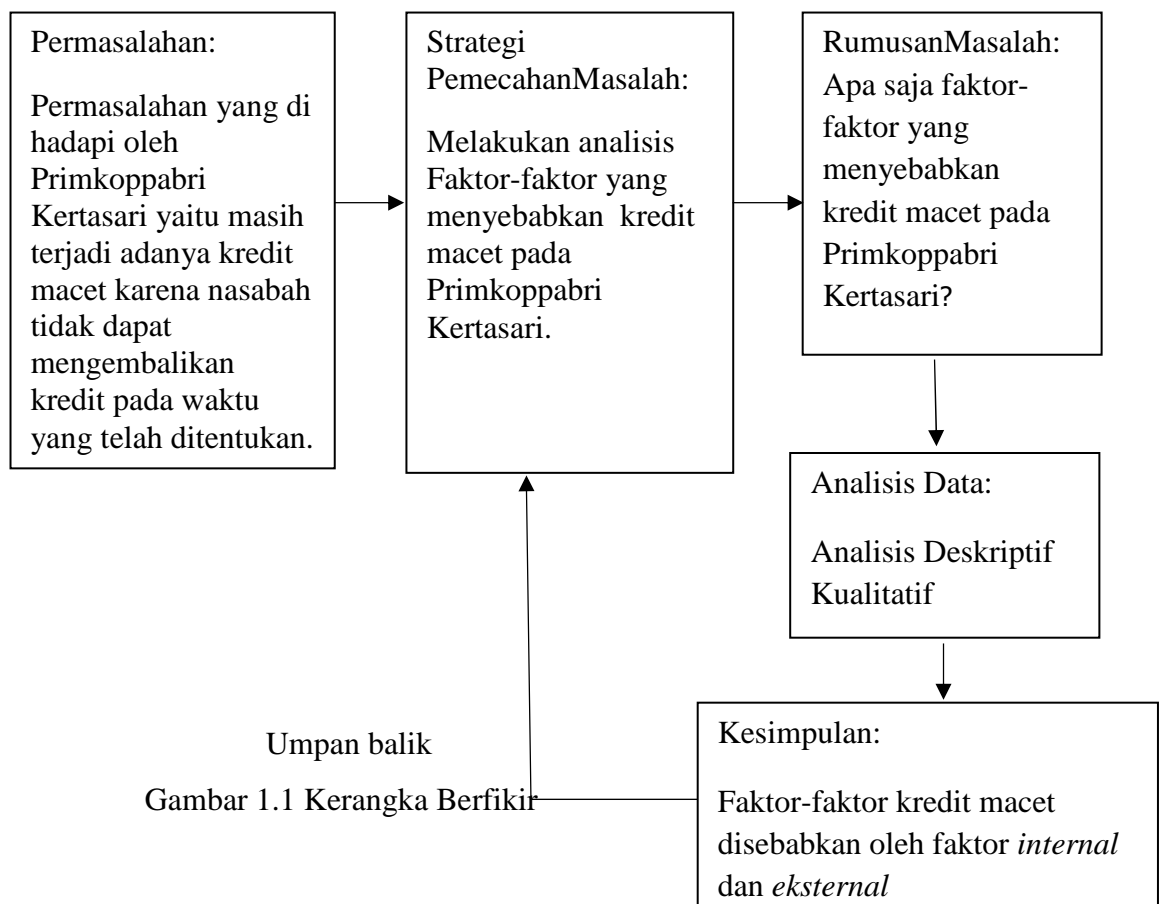 Permasalahan:
Permasalahan yang di
hadapi oleh
Primkoppabri
Kertasari yaitu masih
terjadi adanya kredit
macet karena nasabah
tidak dapat
mengembalikan
kredit pada waktu
yang telah ditentukan.
Strategi
PemecahanMasalah:
Melakukan analisis
Faktor-faktor yang
menyebabkan kredit
macet pada
Primkoppabri
Kertasari.
RumusanMasalah:
Apa saja faktor-
faktor yang
menyebabkan
kredit macet pada
Primkoppabri
Kertasari?
Analisis Data:
Analisis Deskriptif
Kualitatif
Kesimpulan:
Faktor-faktor kredit macet
disebabkan oleh faktor internal
dan eksternal
Umpan balik
Gambar 1.1 Kerangka Berfikir